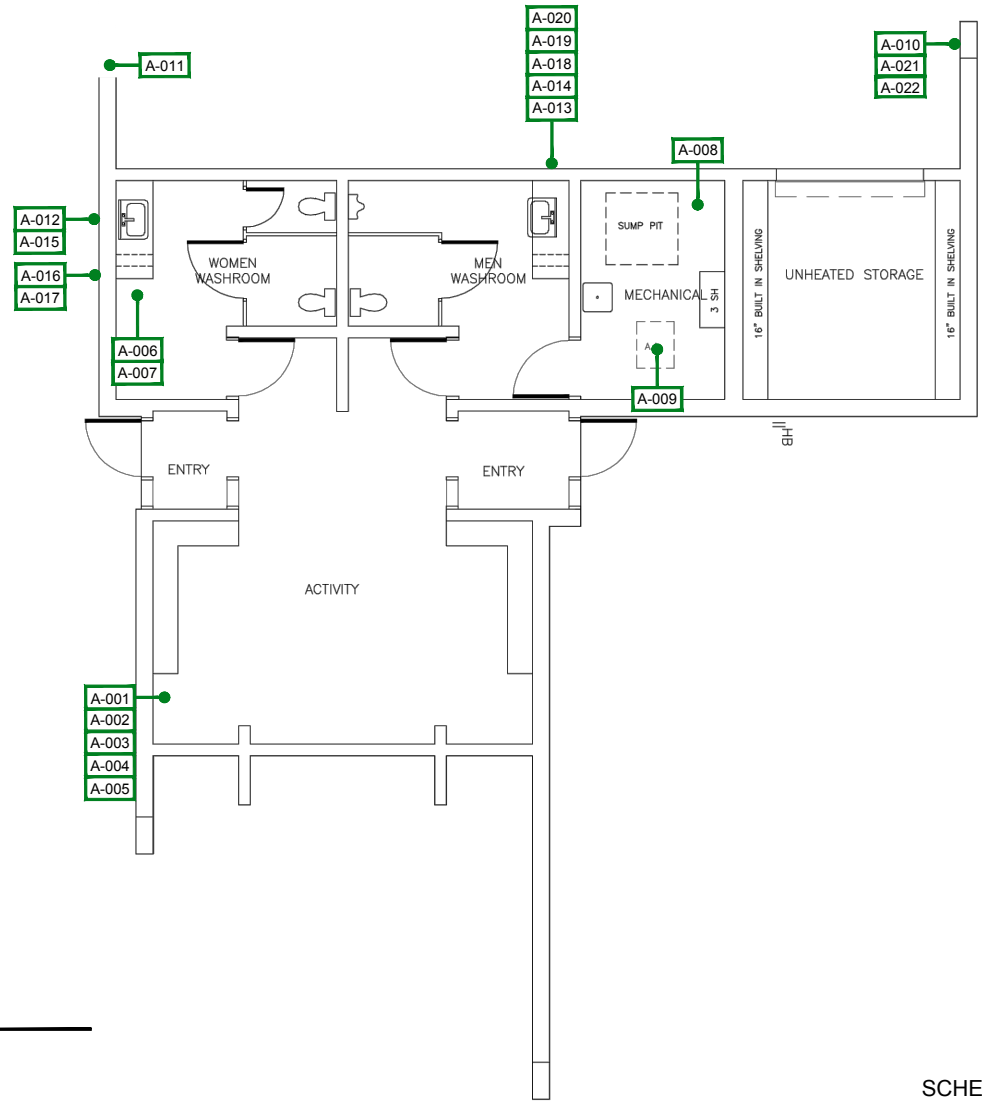 A-020
A-019
A-018
A-014
A-013
A-010
A-021
A-022
A-011
A-008
A-012
A-015
A-016
A-017
A-006
A-007
WOMEN
WASHROOM
MEN
WASHROOM
SUMP PIT
MECHANICAL
3 SH
16" BUILT IN SHELVING
UNHEATED STORAGE
16" BUILT IN SHELVING
A-009
HB
ENTRY
ENTRY
ACTIVITY
A-001
A-002
A-003
A-004
A-005
SCHE